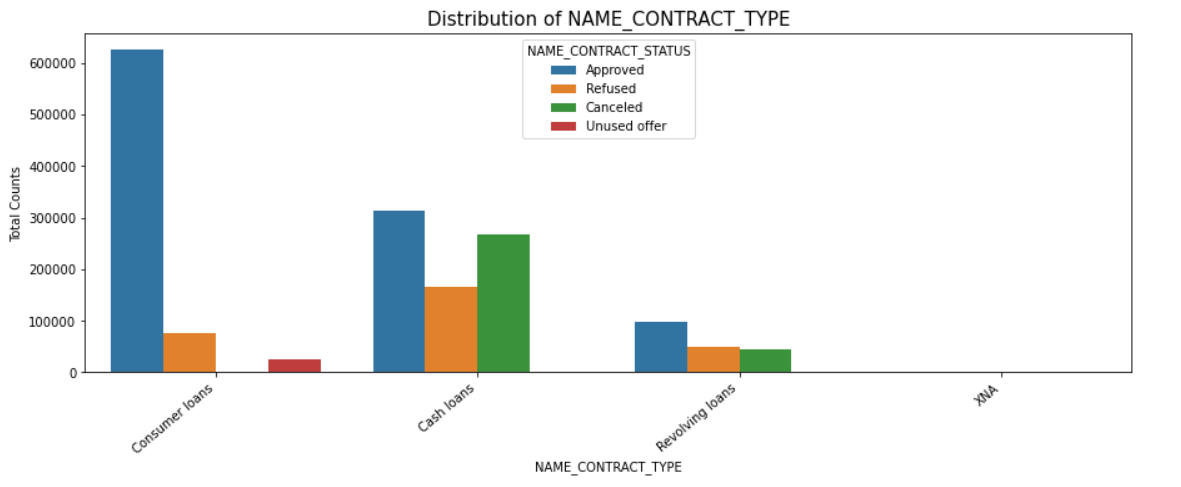 Distribution of NAME_CONTRACT_TYPE
NAME_CONTRACT_STATUS
Approved
Refused
Canceled
Unused offer
Total Counts
600000
500000
400000
300000
200000
100000
0
Consumer loans
Cash loans
Revolving loans
XNA
NAME_CONTRACT_TYPE